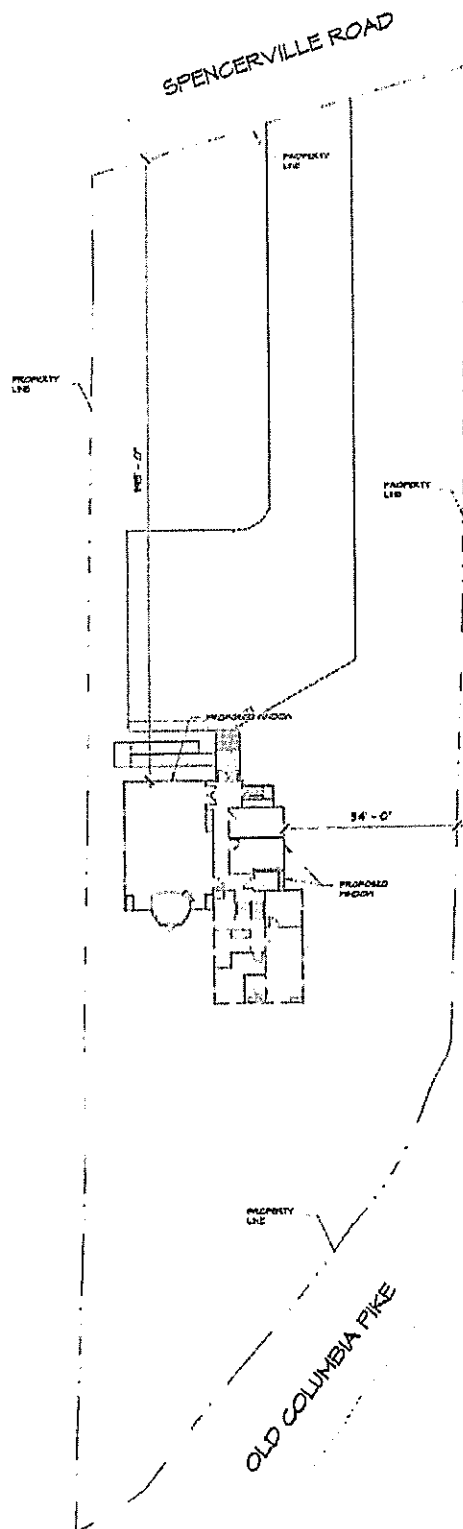 SPENCERVILLE ROAD
PROPERTY
LINE
PROPERTY
LINE
PROPERTY
LINE
PROPOSED
54'-0"
PROPOSED
PROPERTY
LINE
OLD COLUMBIA PIKE